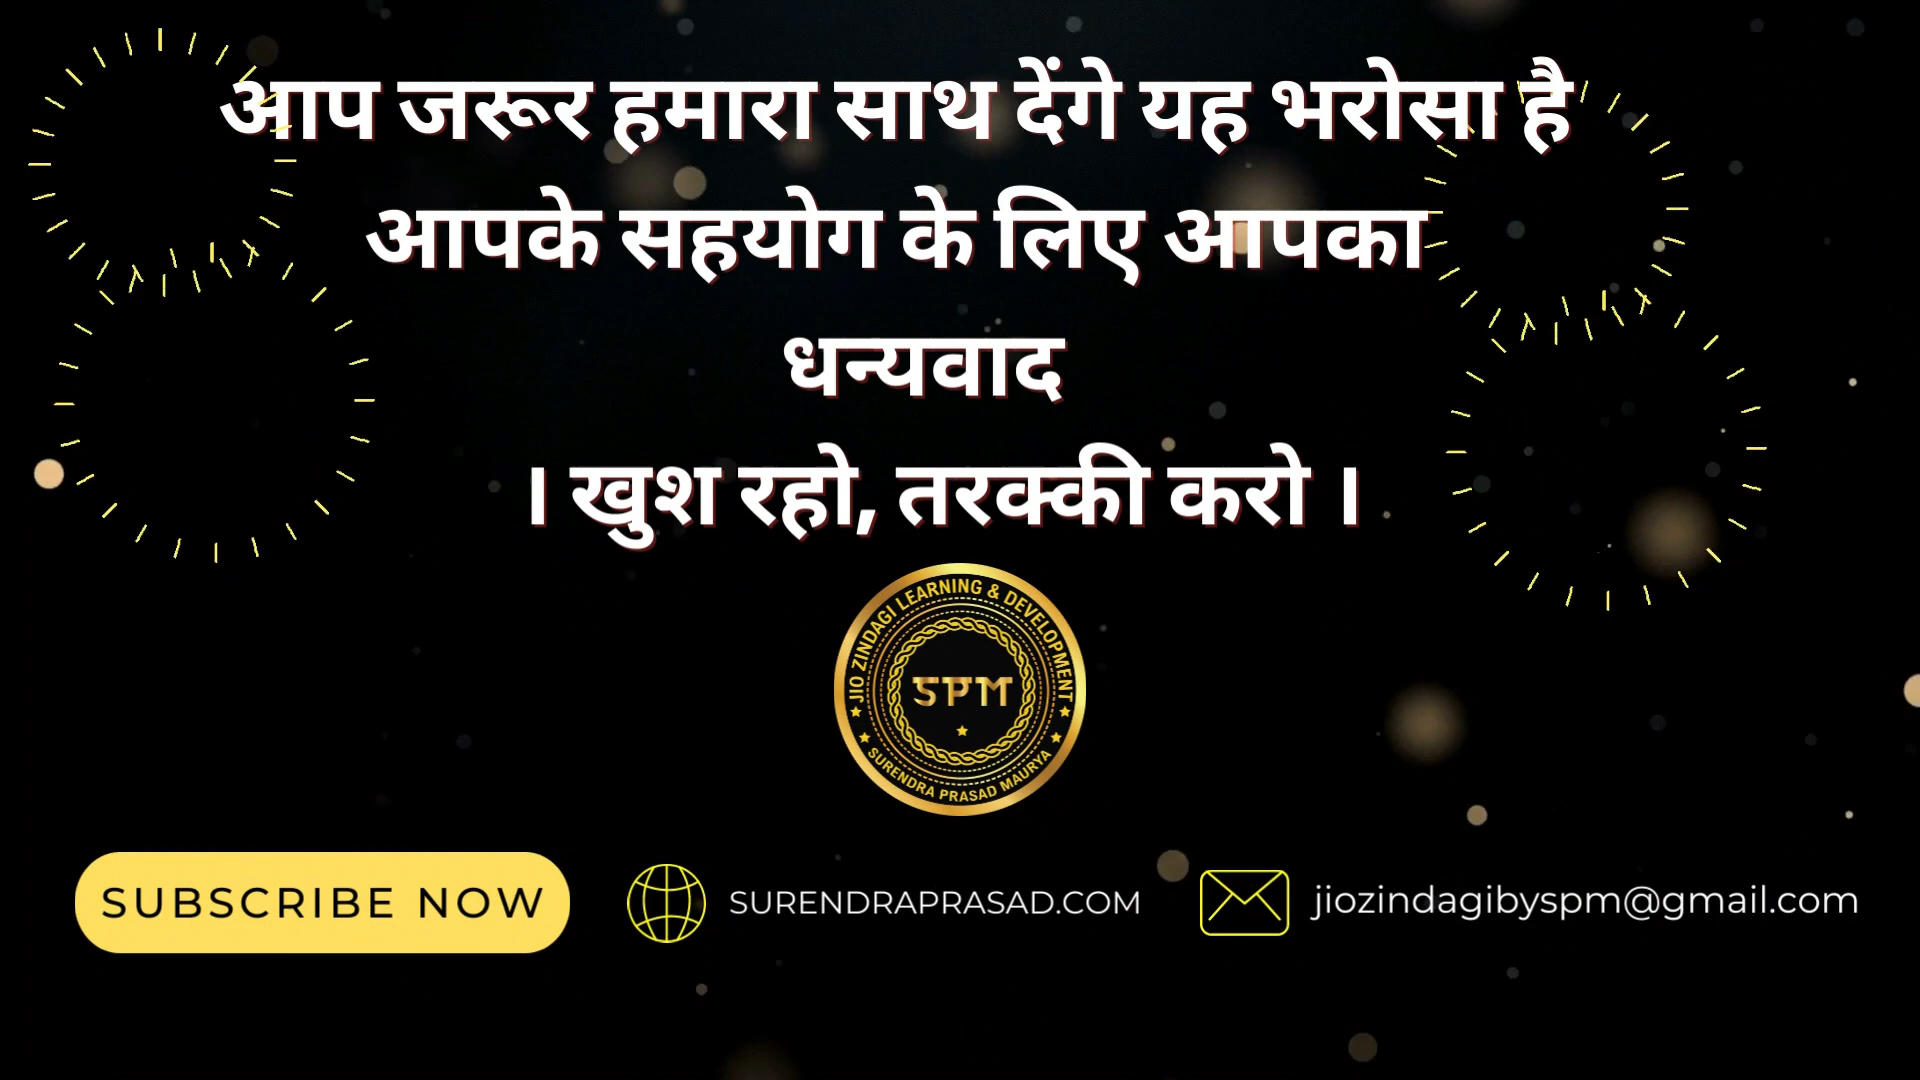 आप जरूर हमारा साथ देंगे यह भरोसा है
आपके सहयोग के लिए आपका
धन्यवाद
। खुश रहो, तरक्की करो ।
JIO ZINDAGI LEARNING & DEVELOPMENT
SPM
SURENDRA PRASAD MAURYA
SUBSCRIBE NOW
SURENDRAPRASAD.COM
jiozindagibyspm@gmail.com